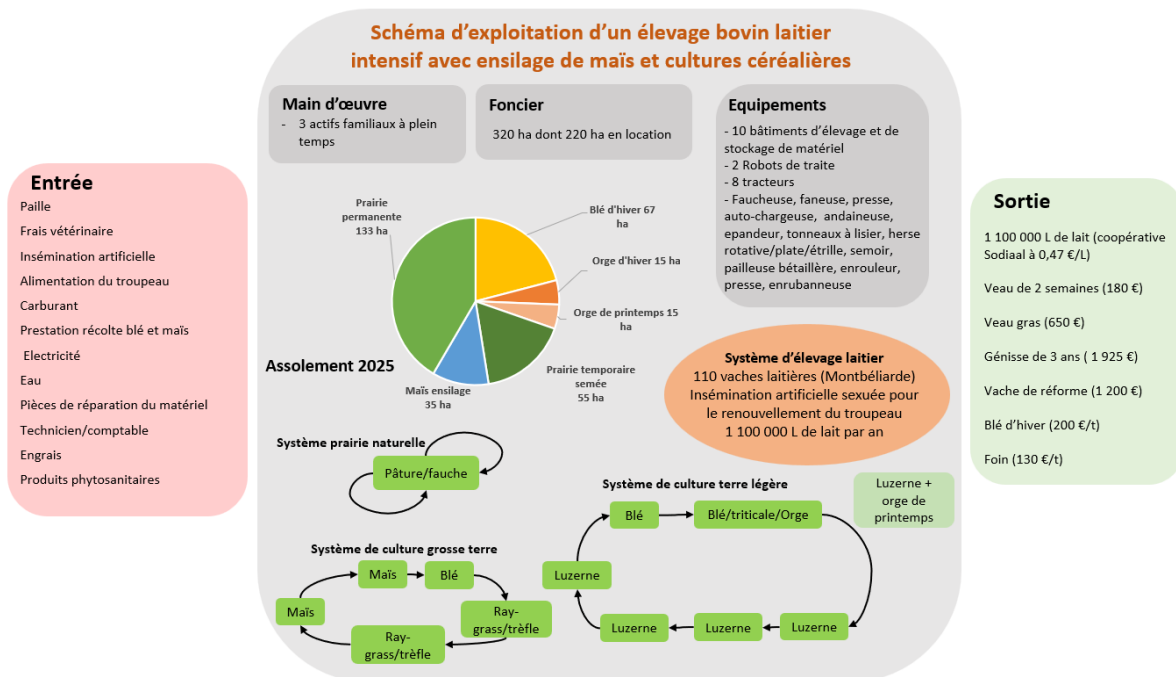 Schéma d'exploitation d'un élevage bovin laitier
intensif avec ensilage de maïs et cultures céréalières
Main d'œuvre
- 3 actifs familiaux à plein
temps
Foncier
320 ha dont 220 ha en location
Equipements
- 10 bâtiments d'élevage et de
stockage de matériel
- 2 Robots de traite
- 8 tracteurs
- Faucheuse, faneuse, presse,
auto-chargeuse, andaineuse,
epandeur, tonneaux à lisier, herse
rotative/plate/étrille, semoir,
pailleuse bétaillère, enrouleur,
presse, enrubanneuse
Entrée
Paille
Frais vétérinaire
Insémination artificielle
Alimentation du troupeau
Carburant
Prestation récolte blé et maïs
Electricité
Eau
Pièces de réparation du matériel
Technicien/comptable
Engrais
Produits phytosanitaires
Prairie
permanente
133 ha
Blé d'hiver 67
ha
Orge d'hiver 15 ha
Orge de printemps 15
ha
Prairie temporaire
semée
55 ha
Maïs ensilage
35 ha
Assolement 2025
Système d'élevage laitier
110 vaches laitières (Montbéliarde)
Insémination artificielle sexuée pour
le renouvellement du troupeau
1 100 000 L de lait par an
Sortie
1 100 000 L de lait (coopérative
Sodiaal à 0,47 €/L)
Veau de 2 semaines (180 €)
Veau gras (650 €)
Génisse de 3 ans ( 1 925 €)
Vache de réforme (1 200 €)
Blé d'hiver (200 €/t)
Foin (130 €/t)
Système prairie naturelle
Pâture/fauche
Système de culture grosse terre
Maïs
Maïs
Blé
Ray-
grass/trèfle
Ray-
grass/trèfle
Système de culture terre légère
Blé
Blé/triticale/Orge
Luzerne
Luzerne
Luzerne
Luzerne
Luzerne +
orge de
printemps